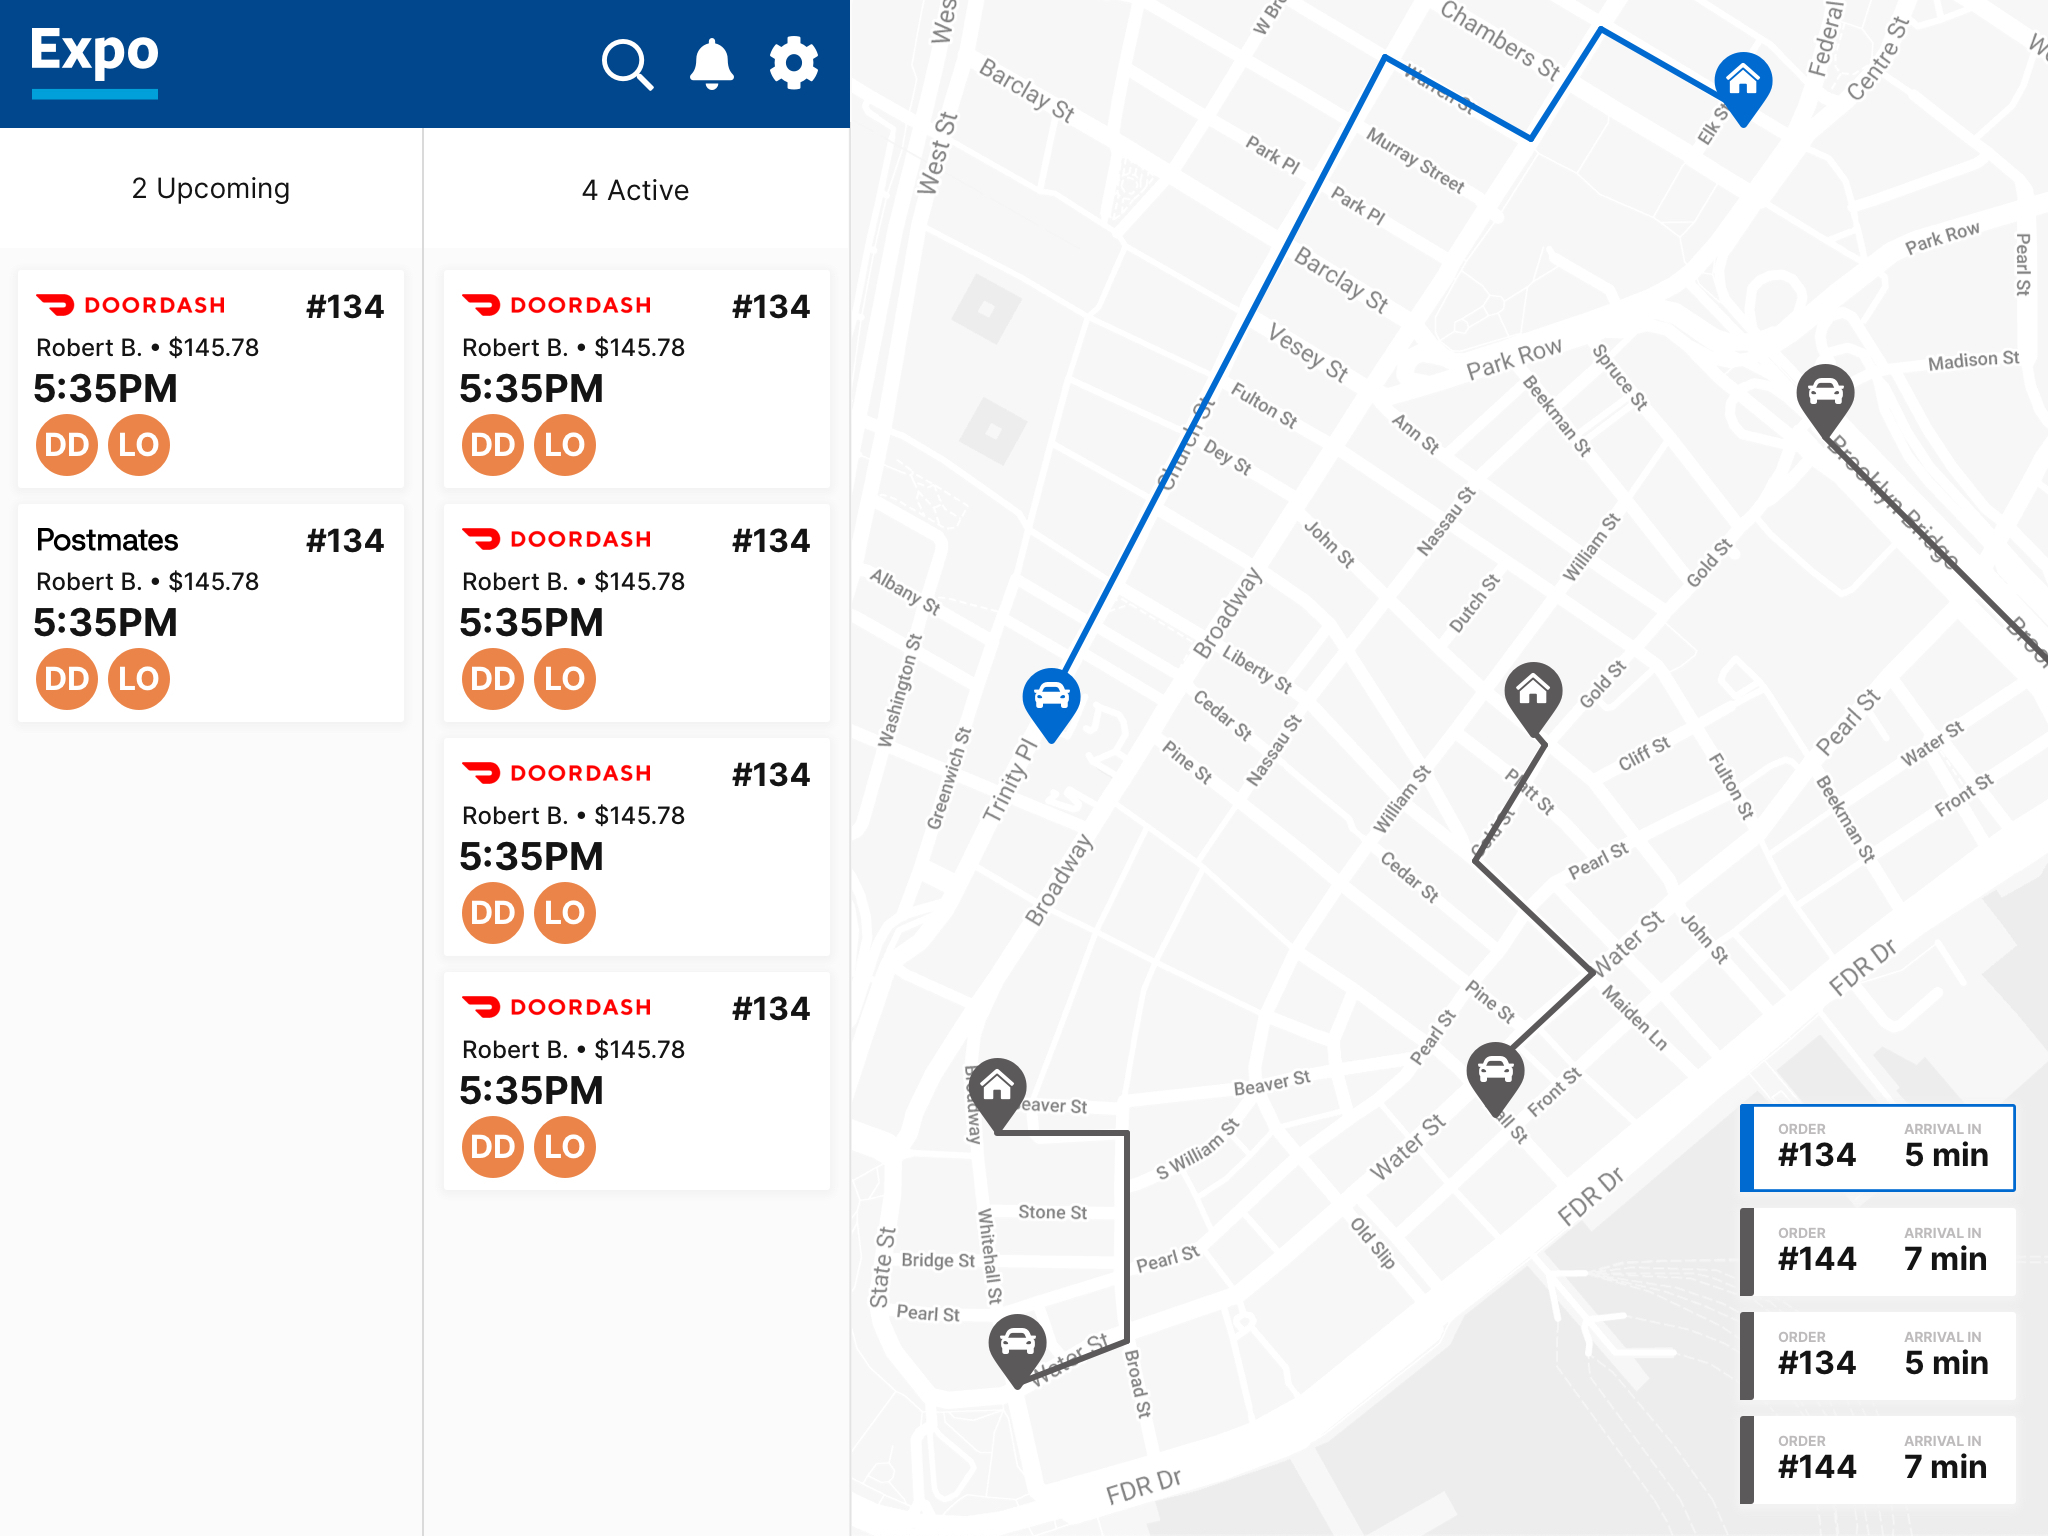 Expo
2 Upcoming
4 Active
DOORDASH #134
Robert B. • $145.78
5:35PM
DD LO
Postmates #134
Robert B. • $145.78
5:35PM
DD LO
DOORDASH #134
Robert B. • $145.78
5:35PM
DD LO
DOORDASH #134
Robert B. • $145.78
5:35PM
DD LO
DOORDASH #134
Robert B. • $145.78
5:35PM
DD LO
DOORDASH #134
Robert B. • $145.78
5:35PM
DD LO
Chambers St
Federal
Centre St
Barclay St
Warren St
West St
Elk St
Park Pl
Murray Street
Park Pl
Park Row
Pearl St
Barclay St
Vesey St
Park Row
Spruce St
Madison St
Beekman St
Fulton St
Ann St
Church St
Dey St
Brooklyn Bridge
Nassau St
John St
William St
Gold St
Albany St
Broadway
Dutch St
Washington St
Liberty St
Gold St
Cedar St
Pearl St
Nassau St
Pine St
Cliff St
Water St
Greenwich St
Trinity Pl
Platt St
Fulton St
Front St
William St
Beekman St
Gold St
Broadway
Cedar St
Pearl St
Water St
John St
FDR Dr
Pine St
Maiden Ln
Pearl St
Broadway
Beaver St
Front St
S William St
Water St
FDR Dr
Stone St
Whitehall St
State St
Bridge St
Pearl St
Old Slip
Pearl St
Water St
Broad St
FDR Dr
ORDER ARRIVAL IN
#134 5 min
ORDER ARRIVAL IN
#144 7 min
ORDER ARRIVAL IN
#134 5 min
ORDER ARRIVAL IN
#144 7 min